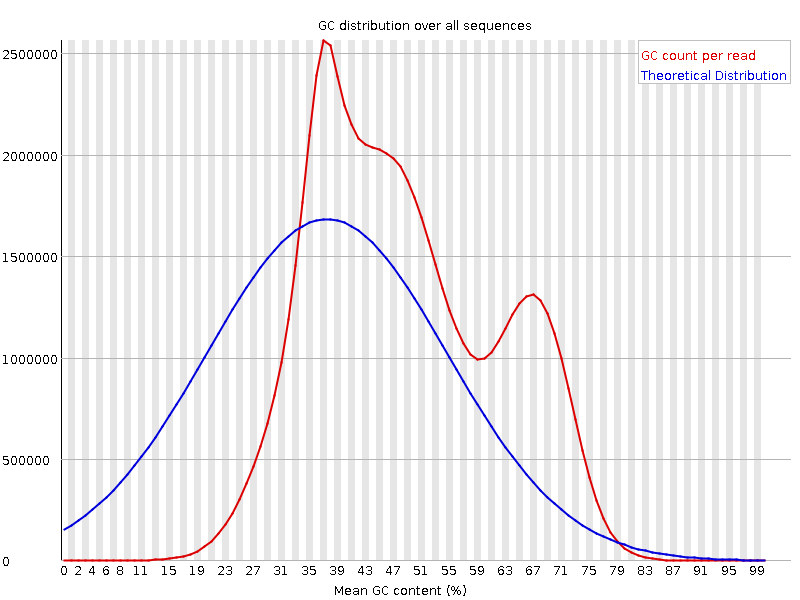 GC distribution over all sequences
GC count per read
Theoretical Distribution
2500000
2000000
1500000
1000000
500000
0
0 2 4 6 8 11 15 19 23 27 31 35 39 43 47 51 55 59 63 67 71 75 79 83 87 91 95 99
Mean GC content (%)